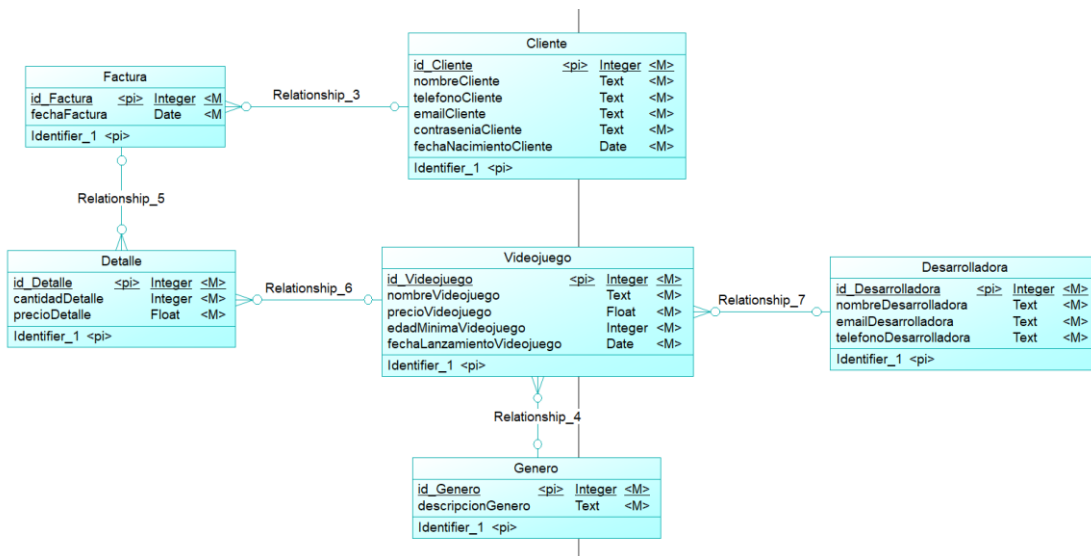 Cliente
id_Cliente <pi> Integer <M>
nombreCliente Text <M>
telefonoCliente Text <M>
emailCliente Text <M>
contraseniaCliente Text <M>
fechaNacimientoCliente Date <M>
Identifier_1 <pi>
Factura
id_Factura <pi> Integer <M
fechaFactura Date <M
Identifier_1 <pi>
Relationship_3
Relationship_5
Detalle
id_Detalle <pi> Integer <M>
cantidadDetalle Integer <M>
precioDetalle Float <M>
Identifier_1 <pi>
Relationship_6
Videojuego
id_Videojuego <pi> Integer <M>
nombreVideojuego Text <M>
precioVideojuego Float <M>
edadMinimaVideojuego Integer <M>
fechaLanzamientoVideojuego Date <M>
Identifier_1 <pi>
Relationship_7
Desarrolladora
id_Desarrolladora <pi> Integer <M>
nombreDesarrolladora Text <M>
emailDesarrolladora Text <M>
telefonoDesarrolladora Text <M>
Identifier_1 <pi>
Relationship_4
Genero
id_Genero <pi> Integer <M>
descripcionGenero Text <M>
Identifier_1 <pi>